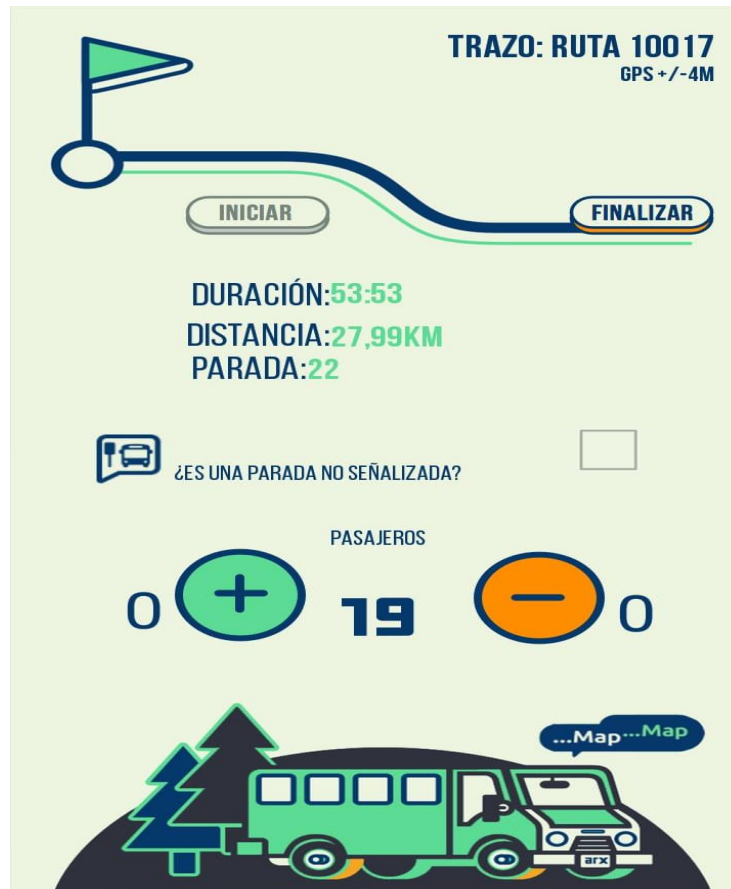 TRAZO: RUTA 10017
GPS +/-4M
INICIAR
FINALIZAR
DURACIÓN:53:53
DISTANCIA:27,99KM
PARADA:22
¿ES UNA PARADA NO SEÑALIZADA?
PASAJEROS
0 + 19 − 0
...Map...Map
arx